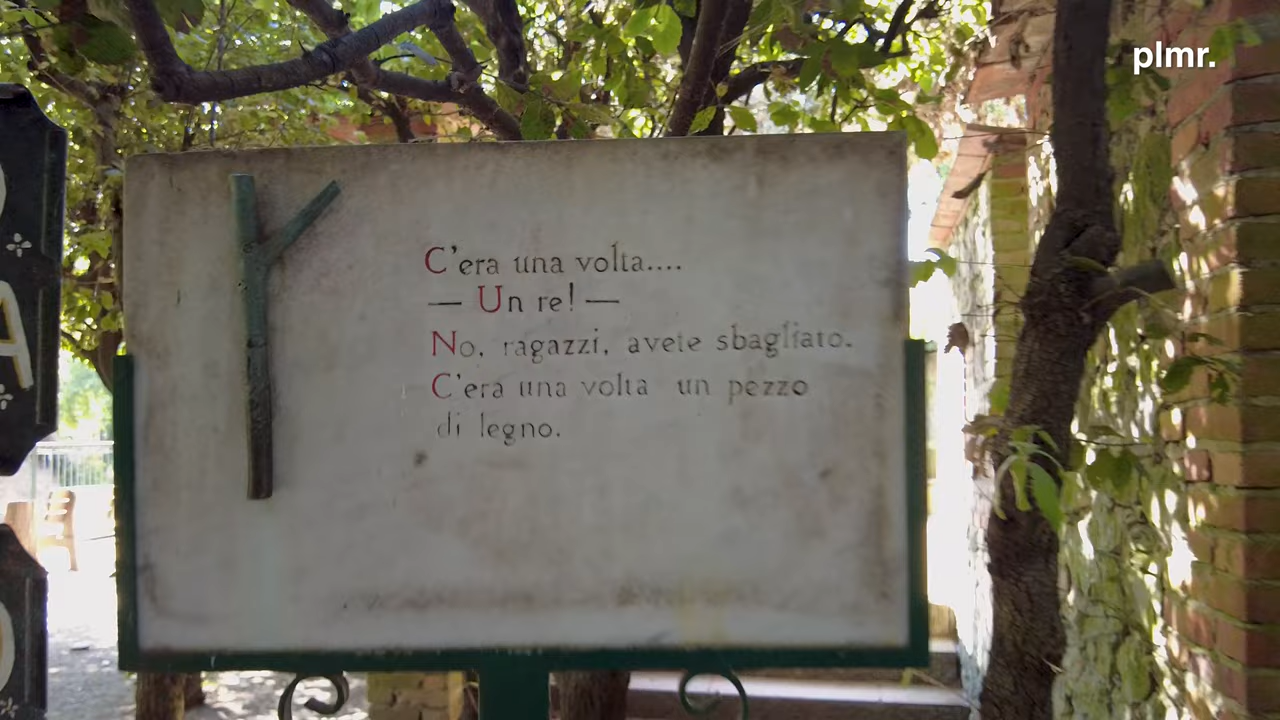 plmr.
C'era una volta....
— Un re! —
No, ragazzi, avete sbagliato.
C'era una volta un pezzo
di legno.
A